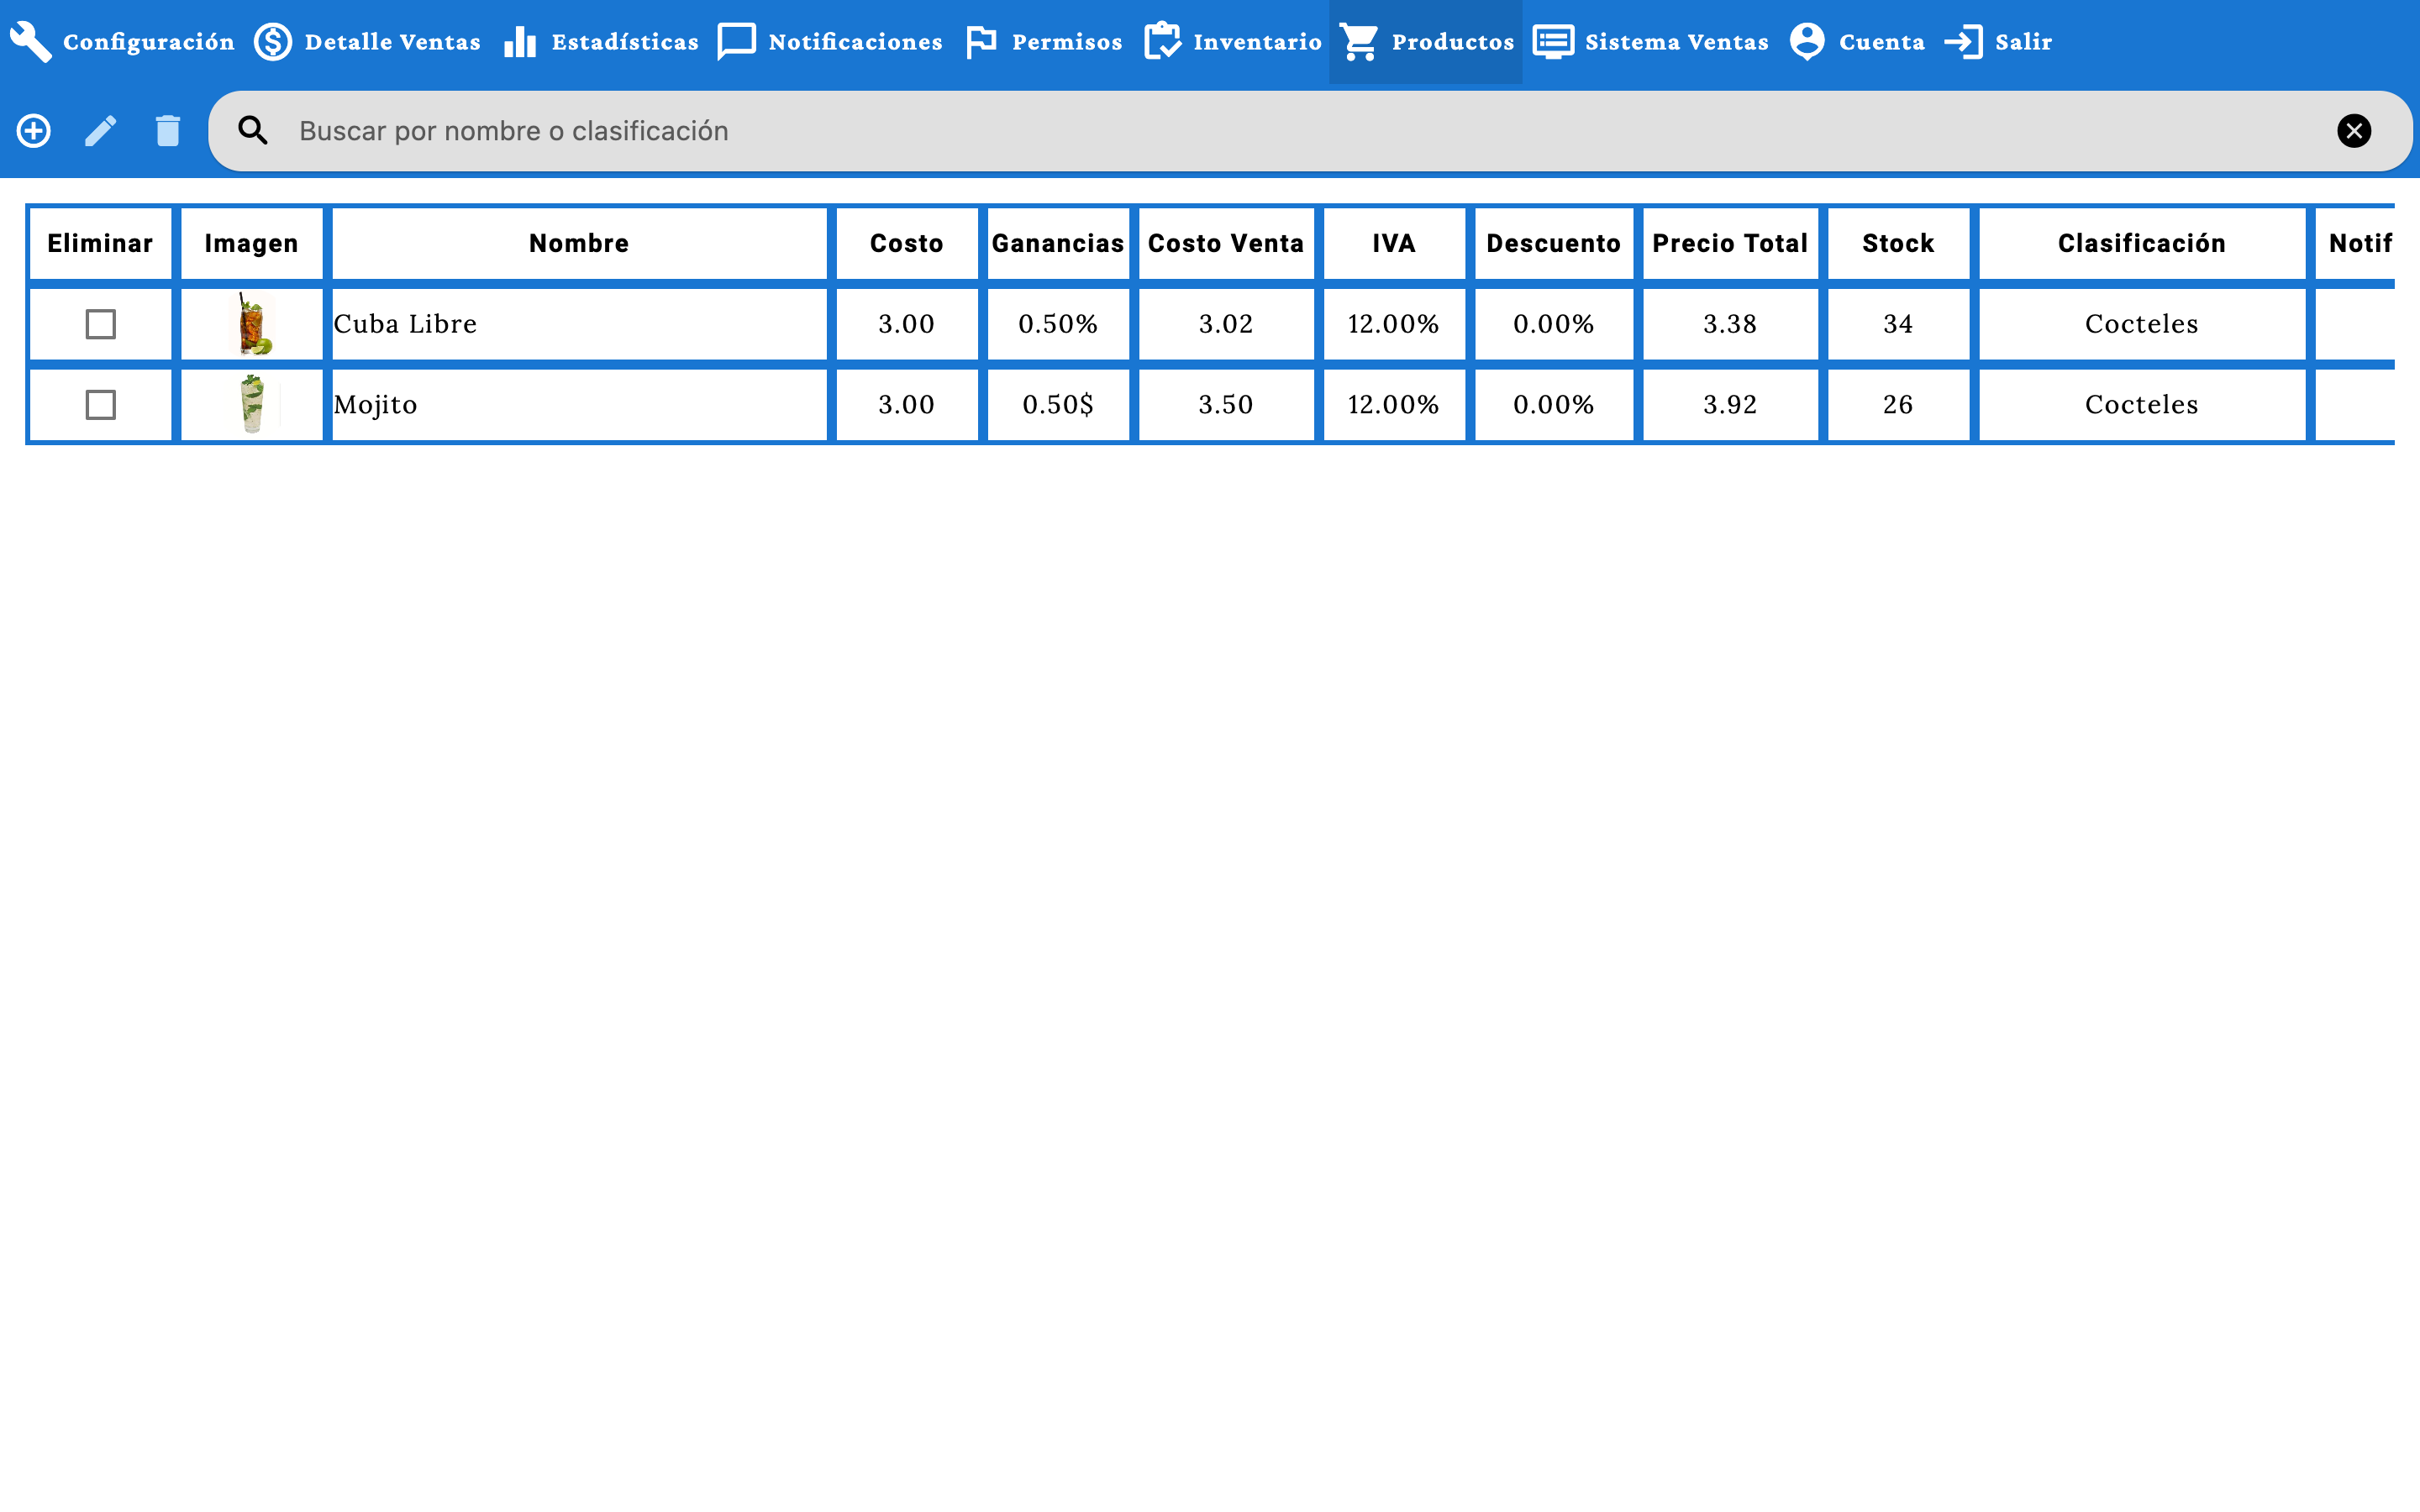 Configuración Detalle Ventas Estadísticas Notificaciones Permisos Inventario Productos Sistema Ventas Cuenta Salir
Buscar por nombre o clasificación
Eliminar Imagen Nombre Costo Ganancias Costo Venta IVA Descuento Precio Total Stock Clasificación Notif
Cuba Libre 3.00 0.50% 3.02 12.00% 0.00% 3.38 34 Cocteles
Mojito 3.00 0.50$ 3.50 12.00% 0.00% 3.92 26 Cocteles